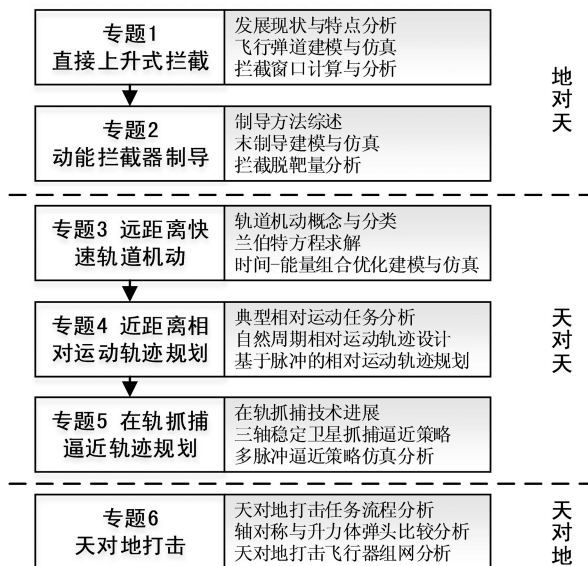 专题1
直接上升式拦截
发展现状与特点分析
飞行弹道建模与仿真
拦截窗口计算与分析
地对天
专题2
动能拦截器制导
制导方法综述
末制导建模与仿真
拦截脱靶量分析
专题3 远距离快
速轨道机动
轨道机动概念与分类
兰伯特方程求解
时间-能量组合优化建模与仿真
天对天
专题4 近距离相
对运动轨迹规划
典型相对运动任务分析
自然周期相对运动轨迹设计
基于脉冲的相对运动轨迹规划
专题5 在轨抓捕
逼近轨迹规划
在轨抓捕技术进展
三轴稳定卫星抓捕逼近策略
多脉冲逼近策略仿真分析
专题6
天对地打击
天对地打击任务流程分析
轴对称与升力体弹头比较分析
天对地打击飞行器组网分析
天对地